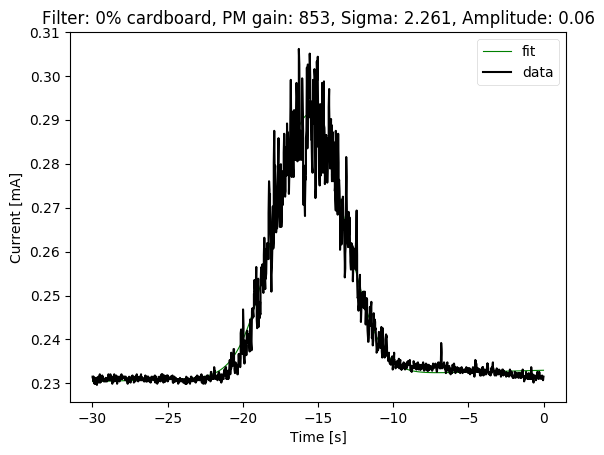 Filter: 0% cardboard, PM gain: 853, Sigma: 2.261, Amplitude: 0.06
0.31
fit
data
0.30
0.29
0.28
0.27
Current [mA]
0.26
0.25
0.24
0.23
−30 −25 −20 −15 −10 −5 0
Time [s]